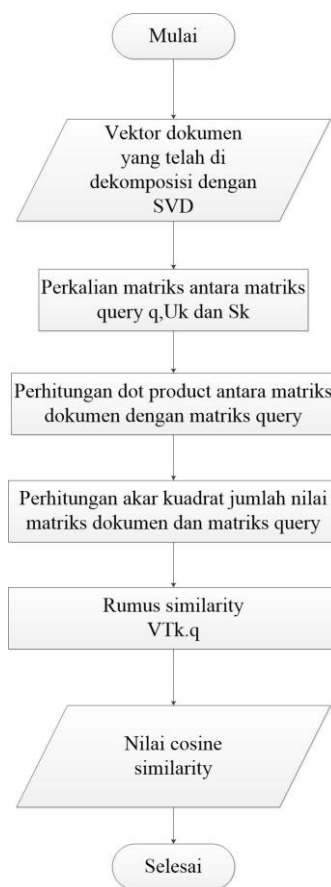 Mulai
Vektor dokumen
yang telah di
dekomposisi dengan
SVD
Perkalian matriks antara matriks
query q,Uk dan Sk
Perhitungan dot product antara matriks
dokumen dengan matriks query
Perhitungan akar kuadrat jumlah nilai
matriks dokumen dan matriks query
Rumus similarity
VTk.q
Nilai cosine
similarity
Selesai